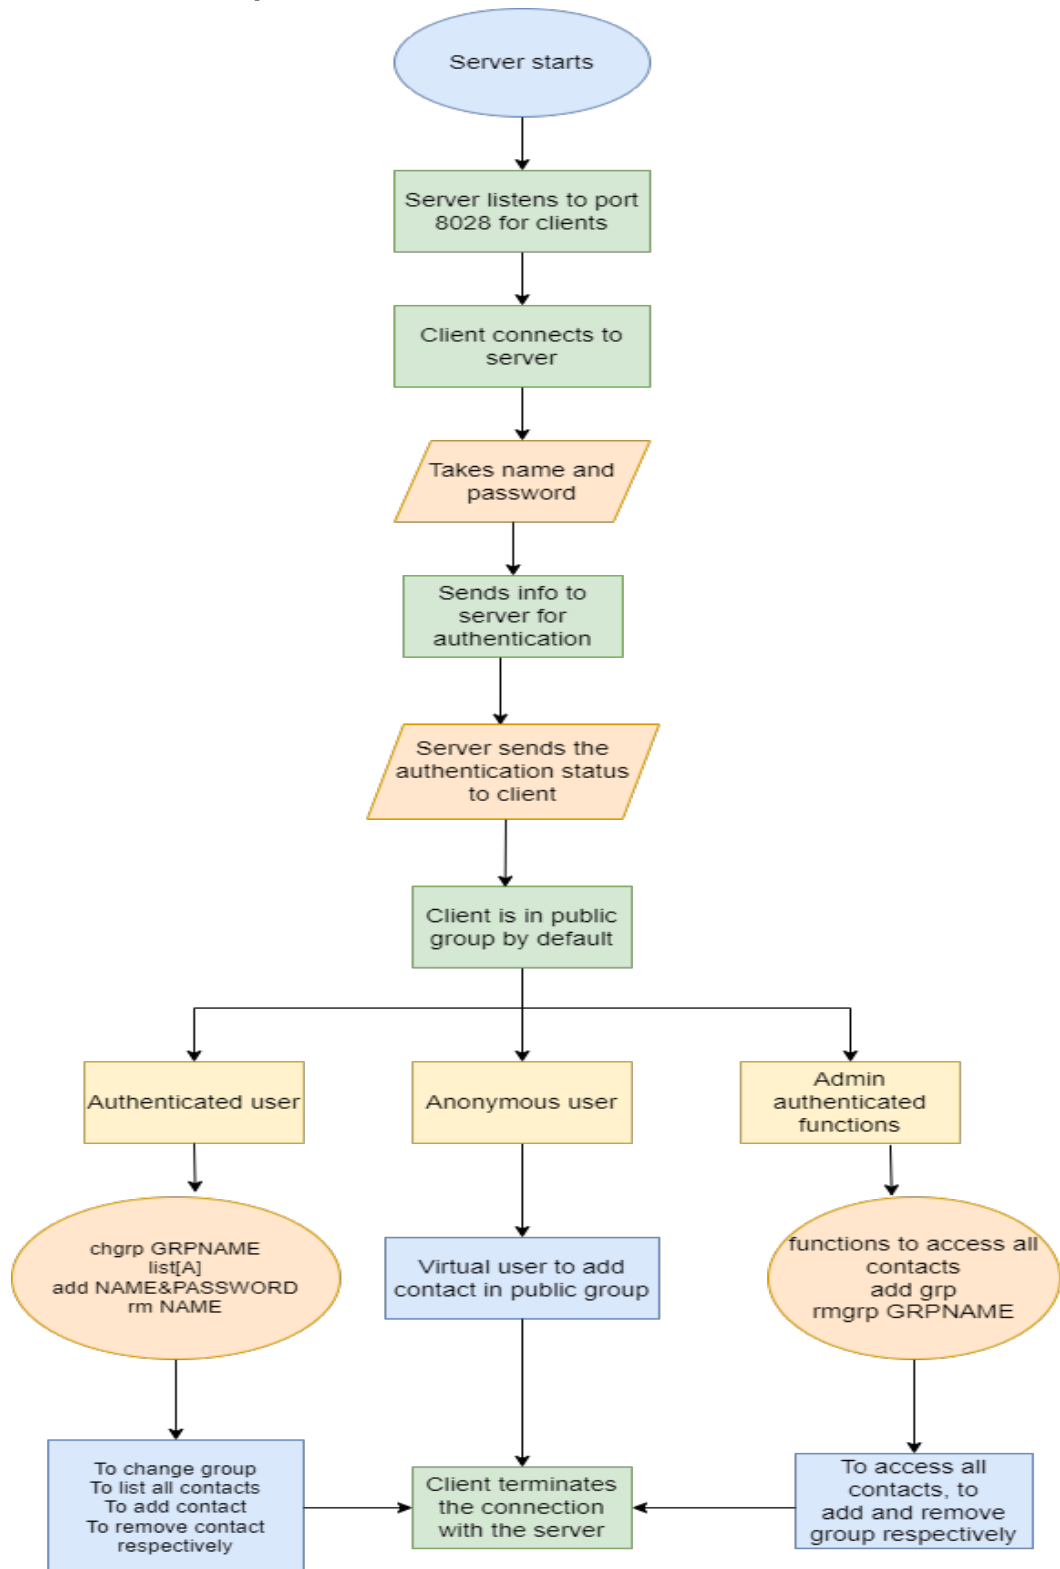 Server starts
Server listens to port
8028 for clients
Client connects to
server
Takes name and
password
Sends info to
server for
authentication
Server sends the
authentication status
to client
Client is in public
group by default
Authenticated user
Anonymous user
Admin
authenticated
functions
chgrp GRPNAME
list[A]
add NAME&PASSWORD
rm NAME
Virtual user to add
contact in public group
functions to access all
contacts
add grp
rmgrp GRPNAME
To change group
To list all contacts
To add contact
To remove contact
respectively
Client terminates
the connection
with the server
To access all
contacts, to
add and remove
group respectively